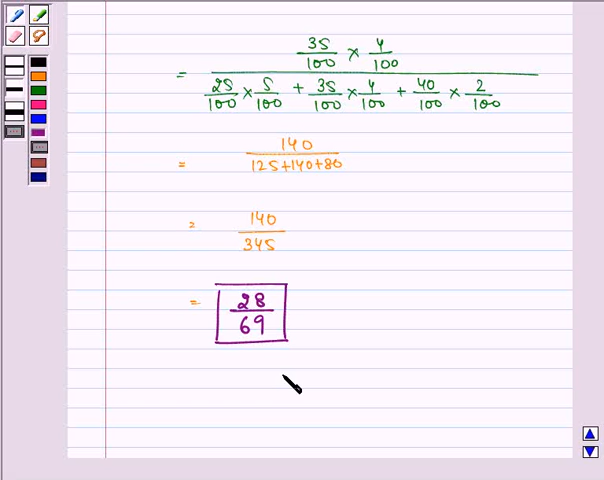 35/100 × 4/100
= 25/100 × 5/100 + 35/100 × 4/100 + 40/100 × 2/100
= 140/125+140+80
= 140/345
= 28/69